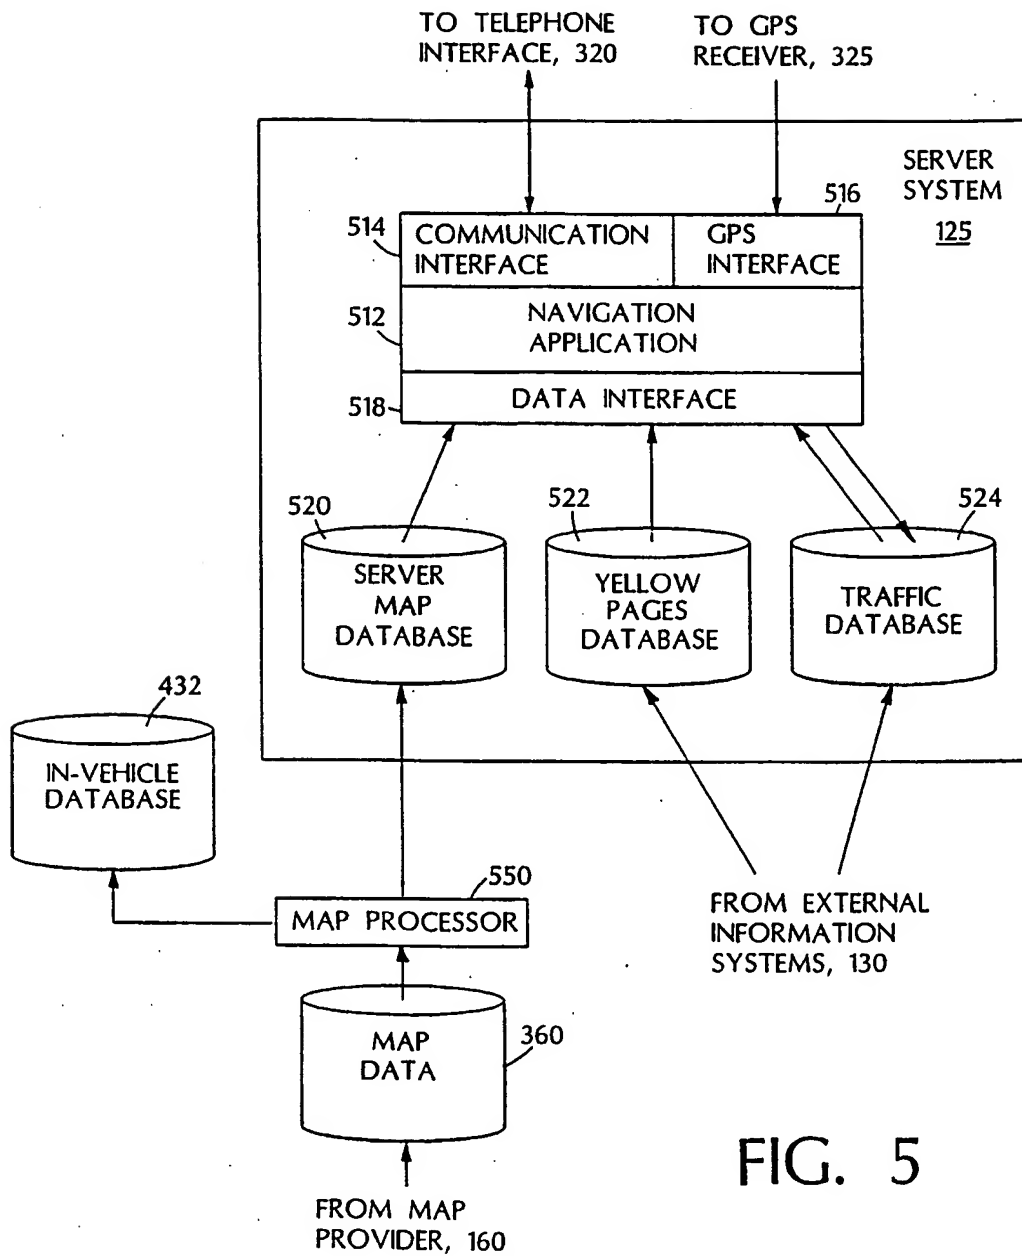 TO TELEPHONE
INTERFACE, 320
TO GPS
RECEIVER, 325
SERVER
SYSTEM
125
516
514
COMMUNICATION
INTERFACE
GPS
INTERFACE
512
NAVIGATION
APPLICATION
518
DATA INTERFACE
520
SERVER
MAP
DATABASE
522
YELLOW
PAGES
DATABASE
524
TRAFFIC
DATABASE
432
IN-VEHICLE
DATABASE
550
MAP PROCESSOR
FROM EXTERNAL
INFORMATION
SYSTEMS, 130
MAP
DATA
360
FROM MAP
PROVIDER, 160
FIG. 5